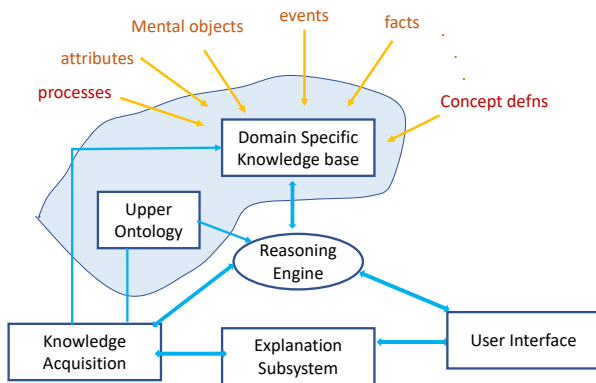 events
Mental objects
facts
attributes
processes
Concept defns
Domain Specific
Knowledge base
Upper
Ontology
Reasoning
Engine
Knowledge
Acquisition
Explanation
Subsystem
User Interface